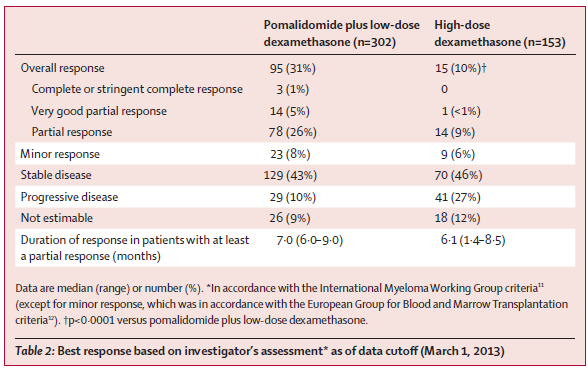 Pomalidomide plus low-dose dexamethasone (n=302) High-dose dexamethasone (n=153)
Overall response 95 (31%) 15 (10%)†
Complete or stringent complete response 3 (1%) 0
Very good partial response 14 (5%) 1 (<1%)
Partial response 78 (26%) 14 (9%)
Minor response 23 (8%) 9 (6%)
Stable disease 129 (43%) 70 (46%)
Progressive disease 29 (10%) 41 (27%)
Not estimable 26 (9%) 18 (12%)
Duration of response in patients with at least 7·0 (6·0–9·0) 6·1 (1·4–8·5)
a partial response (months)
Data are median (range) or number (%). *In accordance with the International Myeloma Working Group criteria¹¹
(except for minor response, which was in accordance with the European Group for Blood and Marrow Transplantation
criteria¹²). †p<0·0001 versus pomalidomide plus low-dose dexamethasone.
Table 2: Best response based on investigator's assessment* as of data cutoff (March 1, 2013)